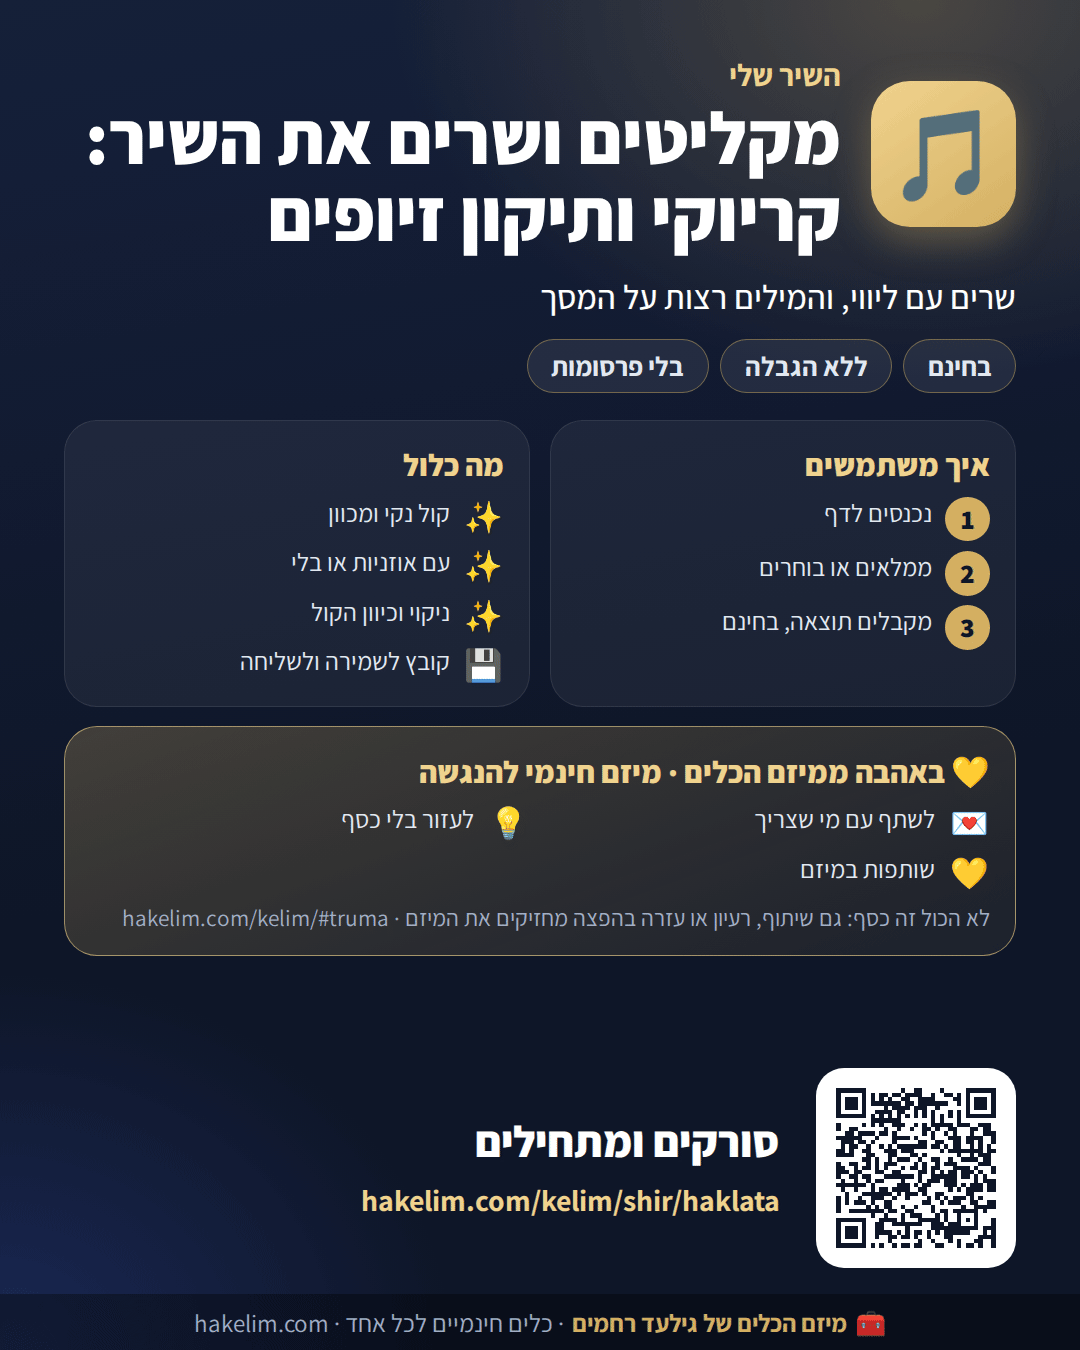 השיר שלי
מקליטים ושרים את השיר:
קריוקי ותיקון זיופים
שרים עם ליווי, והמילים רצות על המסך
בחינם
ללא הגבלה
בלי פרסומות
איך משתמשים
1 נכנסים לדף
2 ממלאים או בוחרים
3 מקבלים תוצאה, בחינם
מה כלול
קול נקי ומכוון
עם אוזניות או בלי
ניקוי וכיוון הקול
קובץ לשמירה ולשליחה
באהבה ממיזם הכלים · מיזם חינמי להנגשה
לשתף עם מי שצריך
לעזור בלי כסף
שותפות במיזם
לא הכול זה כסף: גם שיתוף, רעיון או עזרה בהפצה מחזיקים את המיזם · hakelim.com/kelim/#truma
סורקים ומתחילים
hakelim.com/kelim/shir/haklata
מיזם הכלים של גילעד רחמים · כלים חינמיים לכל אחד · hakelim.com